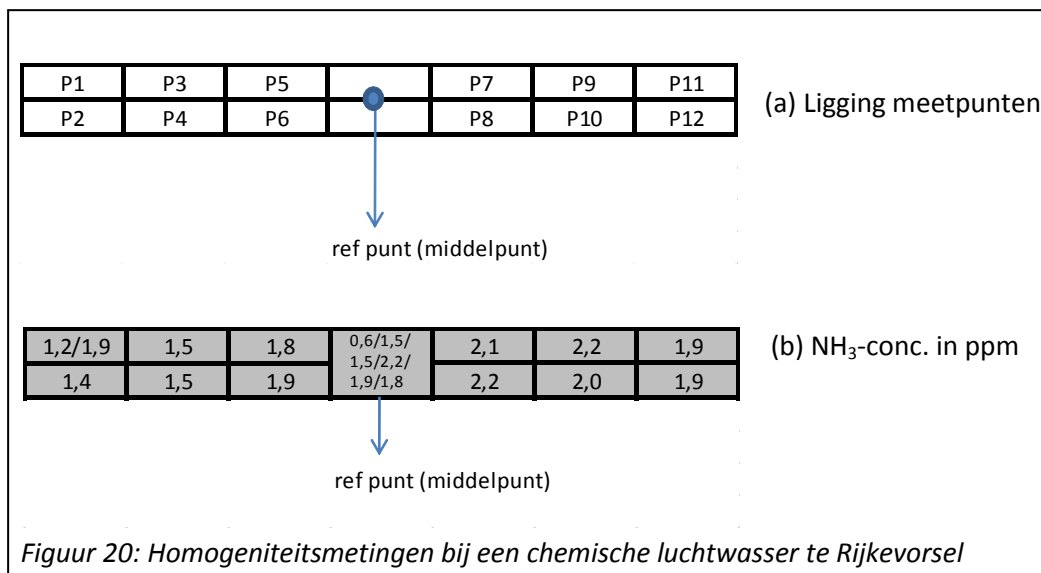 P1 P3 P5 P7 P9 P11
(a) Ligging meetpunten
P2 P4 P6 P8 P10 P12
ref punt (middelpunt)
1,2/1,9 1,5 1,8 0,6/1,5/ 2,1 2,2 1,9
1,5/2,2/
(b) NH₃-conc. in ppm
1,4 1,5 1,9 1,9/1,8 2,2 2,0 1,9
ref punt (middelpunt)
Figuur 20: Homogeniteitsmetingen bij een chemische luchtwasser te Rijkevorsel